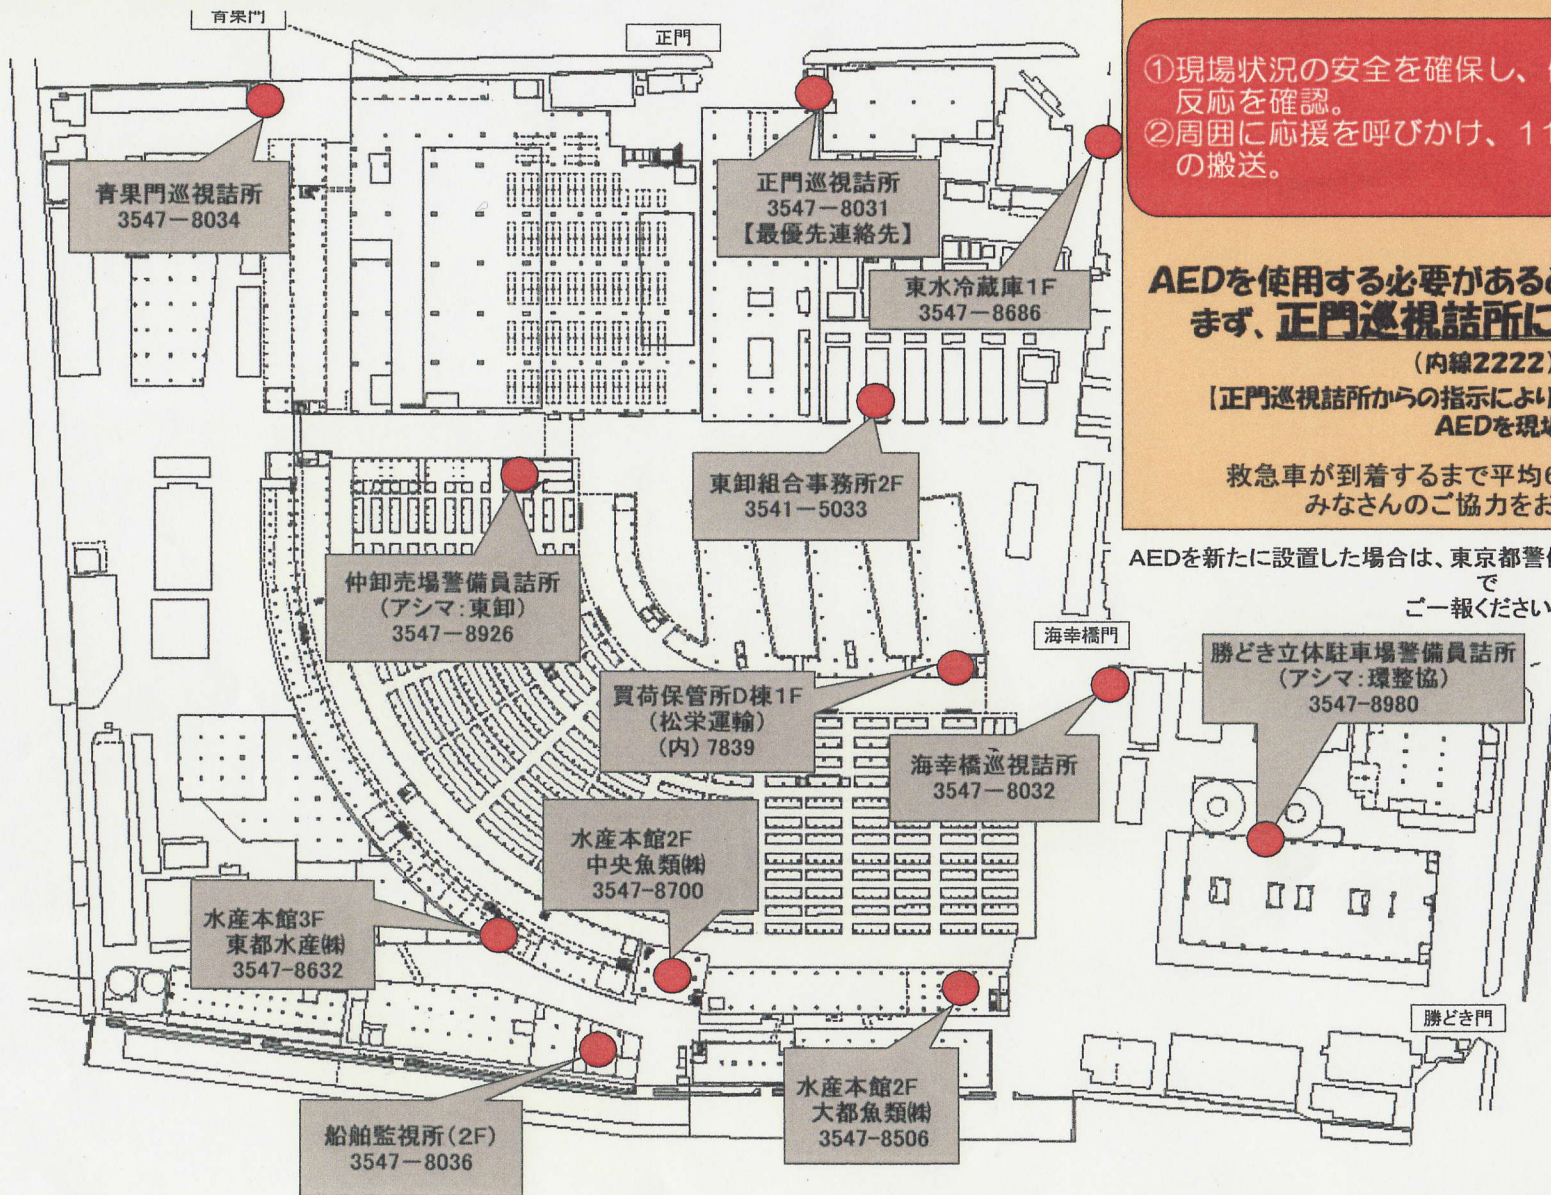 青果門
正門
①現場状況の安全を確保し、
反応を確認。
②周囲に応援を呼びかけ、11
の搬送。
青果門巡視詰所
3547－8034
正門巡視詰所
3547－8031
【最優先連絡先】
東水冷蔵庫1F
3547－8686
AEDを使用する必要がある
まず、正門巡視詰所に
（内線2222）
【正門巡視詰所からの指示により
AEDを現場
救急車が到着するまで平均6
みなさんのご協力をお
東卸組合事務所2F
3541－5033
仲卸売場警備員詰所
（アシマ：東卸）
3547－8926
AEDを新たに設置した場合は、東京都警備
で
ご一報ください
海幸橋門
勝どき立体駐車場警備員詰所
（アシマ：環整協）
3547-8980
買荷保管所D棟1F
（松栄運輸）
（内）7839
海幸橋巡視詰所
3547－8032
水産本館2F
中央魚類㈱
3547-8700
水産本館3F
東都水産㈱
3547-8632
勝どき門
水産本館2F
大都魚類㈱
3547-8506
船舶監視所（2F）
3547－8036